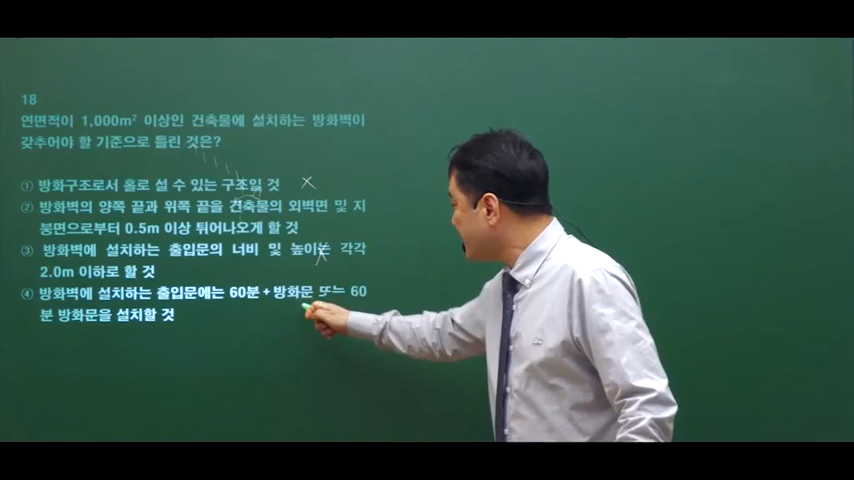 18
연면적이 1,000m² 이상인 건축물에 설치하는 방화벽이
갖추어야 할 기준으로 틀린 것은?
① 방화구조로서 홀로 설 수 있는 구조일 것
② 방화벽의 양쪽 끝과 위쪽 끝을 건축물의 외벽면 및 지
붕면으로부터 0.5m 이상 튀어나오게 할 것
③ 방화벽에 설치하는 출입문의 너비 및 높이는 각각
2.0m 이하로 할 것
④ 방화벽에 설치하는 출입문에는 60분 + 방화문 또는 60
분 방화문을 설치할 것